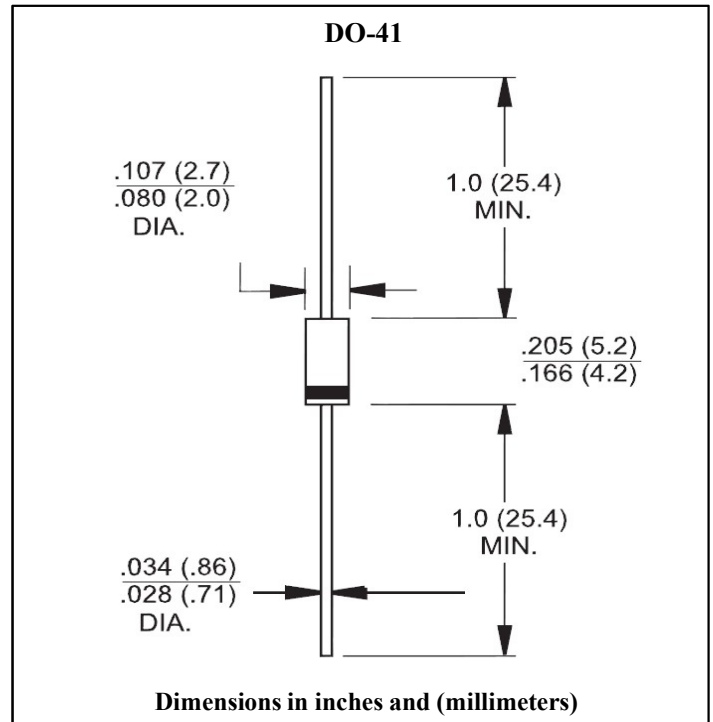 DO-41
.107 (2.7)
.080 (2.0)
DIA.
1.0 (25.4)
MIN.
.205 (5.2)
.166 (4.2)
1.0 (25.4)
MIN.
.034 (.86)
.028 (.71)
DIA.
Dimensions in inches and (millimeters)